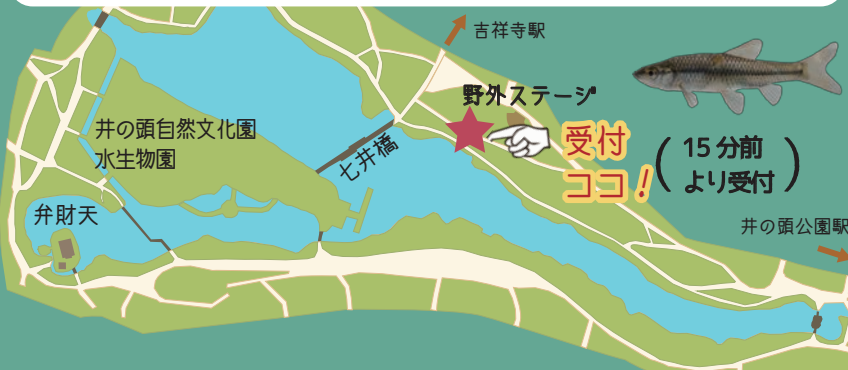 吉祥寺駅
野外ステージ
井の頭自然文化園
水生物園
七井橋
受付
ココ！
（15分前
より受付）
弁財天
井の頭公園駅